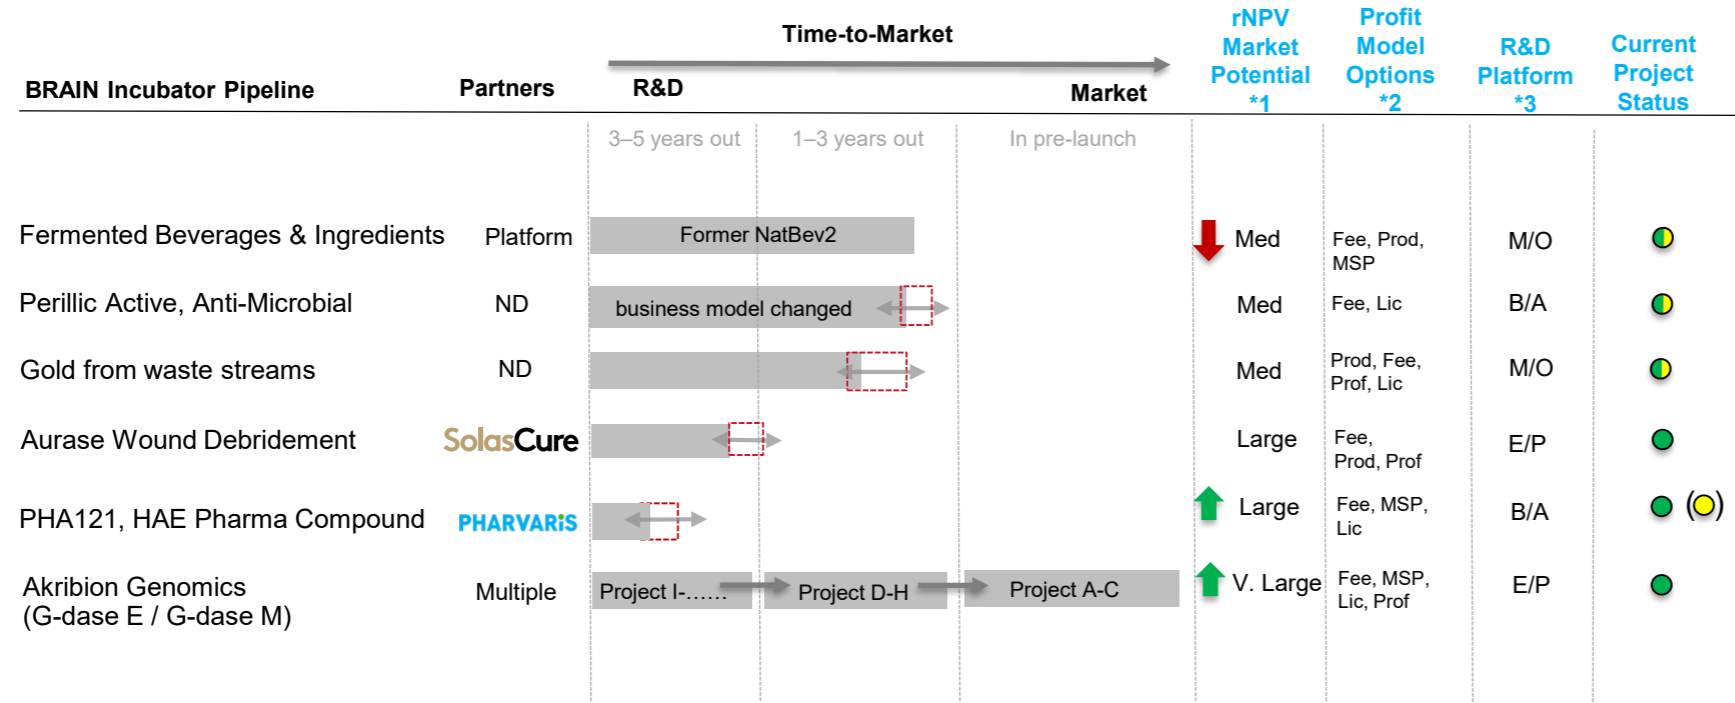 Time-to-Market
rNPV
Market
Potential
*1
Profit
Model
Options
*2
R&D
Platform
*3
Current
Project
Status
BRAIN Incubator Pipeline
Partners
R&D
Market
3–5 years out
1–3 years out
In pre-launch
Fermented Beverages & Ingredients
Platform
Former NatBev2
Med
Fee, Prod,
MSP
M/O
Perillic Active, Anti-Microbial
ND
business model changed
Med
Fee, Lic
B/A
Gold from waste streams
ND
Med
Prod, Fee,
Prof, Lic
M/O
Aurase Wound Debridement
SolasCure
Large
Fee,
Prod, Prof
E/P
PHA121, HAE Pharma Compound
PHARVARiS
Large
Fee, MSP,
Lic
B/A
( )
Akribion Genomics
(G-dase E / G-dase M)
Multiple
Project I-......
Project D-H
Project A-C
V. Large
Fee, MSP,
Lic, Prof
E/P